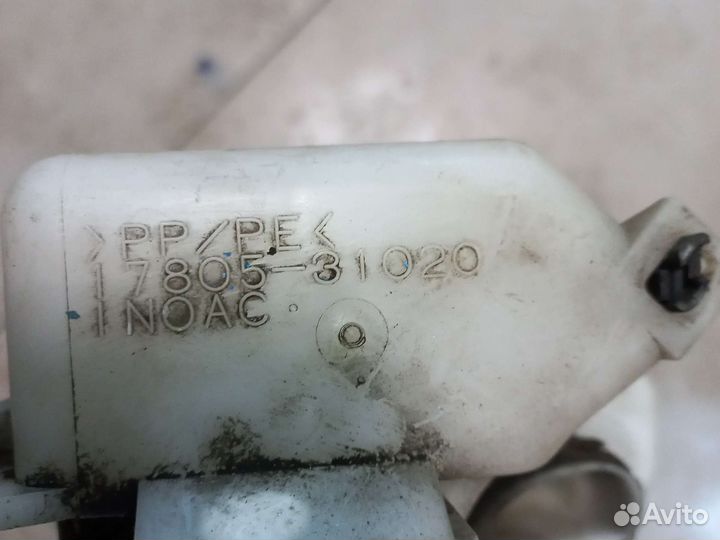 >PP/PE<
17805-31020
INOAC
Avito